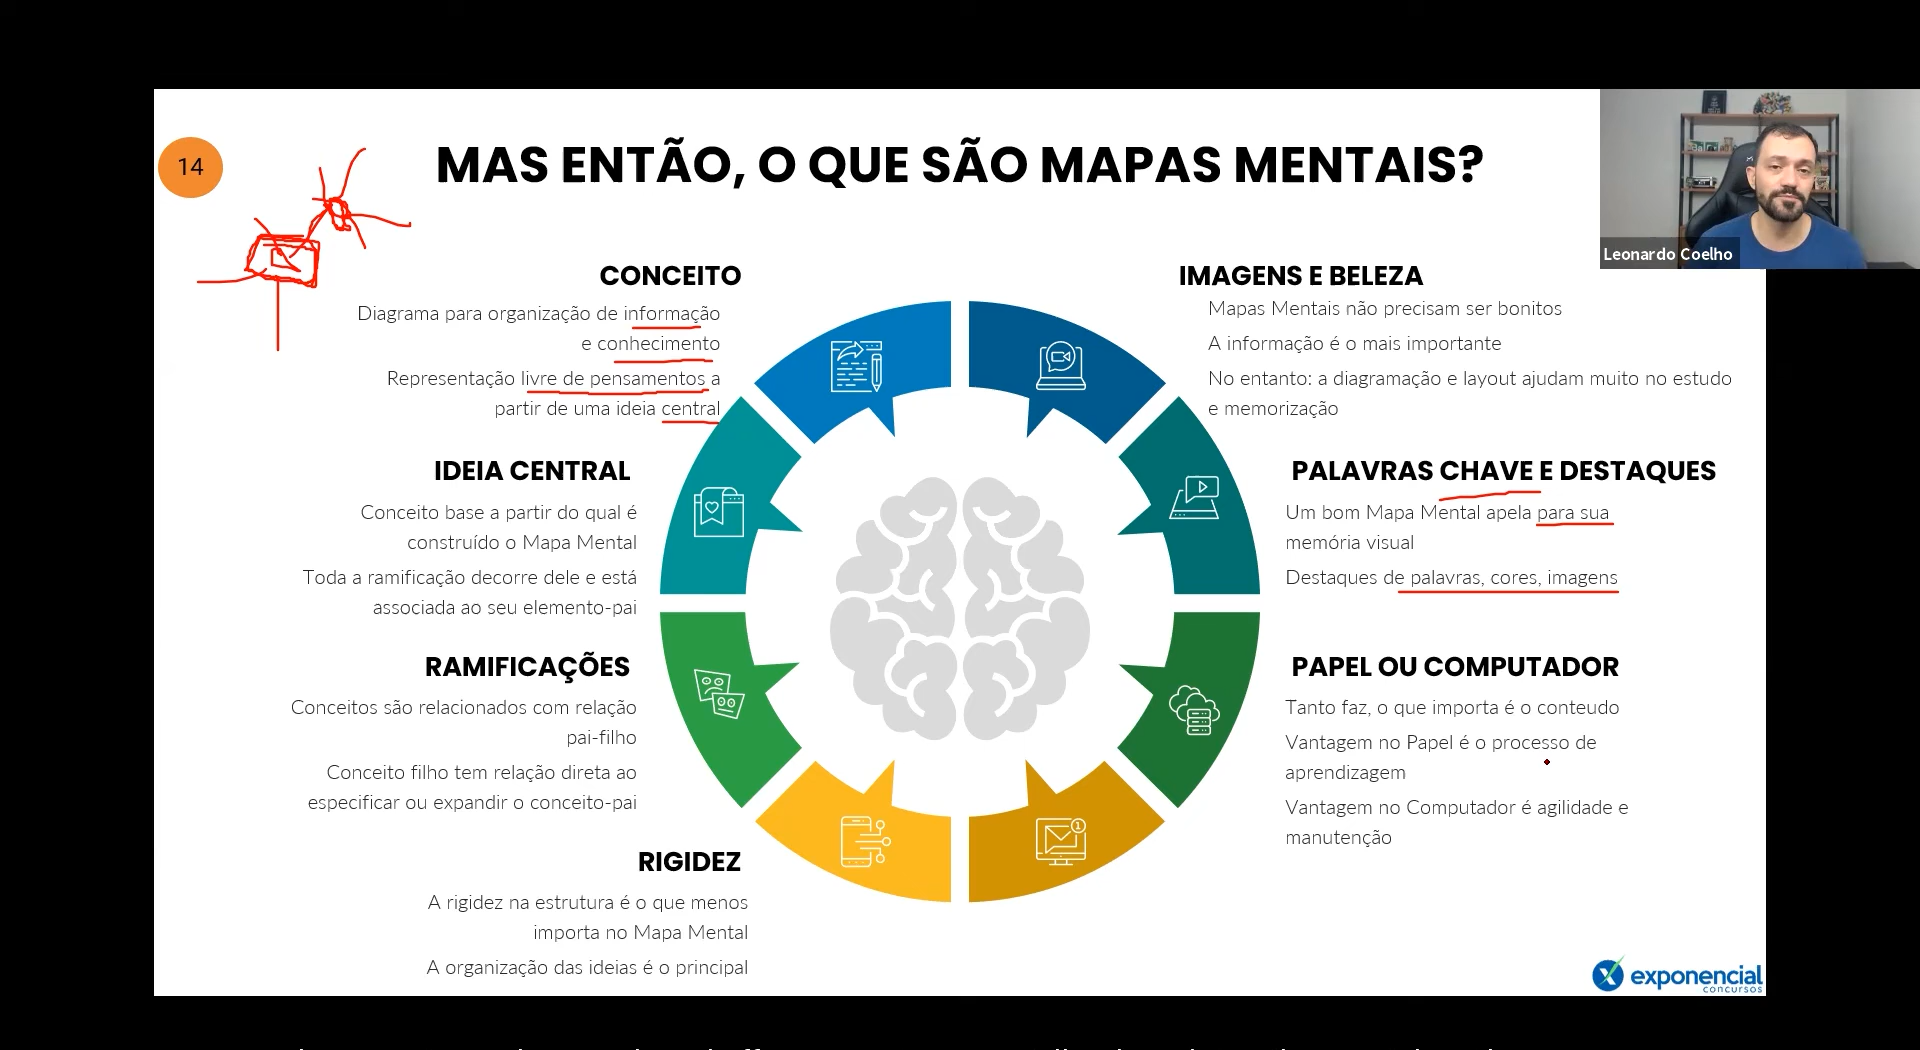 14
MAS ENTÃO, O QUE SÃO MAPAS MENTAIS?
Leonardo Coelho
CONCEITO
Diagrama para organização de informação
e conhecimento
Representação livre de pensamentos a
partir de uma ideia central
IDEIA CENTRAL
Conceito base a partir do qual é
construído o Mapa Mental
Toda a ramificação decorre dele e está
associada ao seu elemento-pai
RAMIFICAÇÕES
Conceitos são relacionados com relação
pai-filho
Conceito filho tem relação direta ao
especificar ou expandir o conceito-pai
RIGIDEZ
A rigidez na estrutura é o que menos
importa no Mapa Mental
A organização das ideias é o principal
IMAGENS E BELEZA
Mapas Mentais não precisam ser bonitos
A informação é o mais importante
No entanto: a diagramação e layout ajudam muito no estudo
e memorização
PALAVRAS CHAVE E DESTAQUES
Um bom Mapa Mental apela para sua
memória visual
Destaques de palavras, cores, imagens
PAPEL OU COMPUTADOR
Tanto faz, o que importa é o conteudo
Vantagem no Papel é o processo de
aprendizagem
Vantagem no Computador é agilidade e
manutenção
1
exponencial
concursos